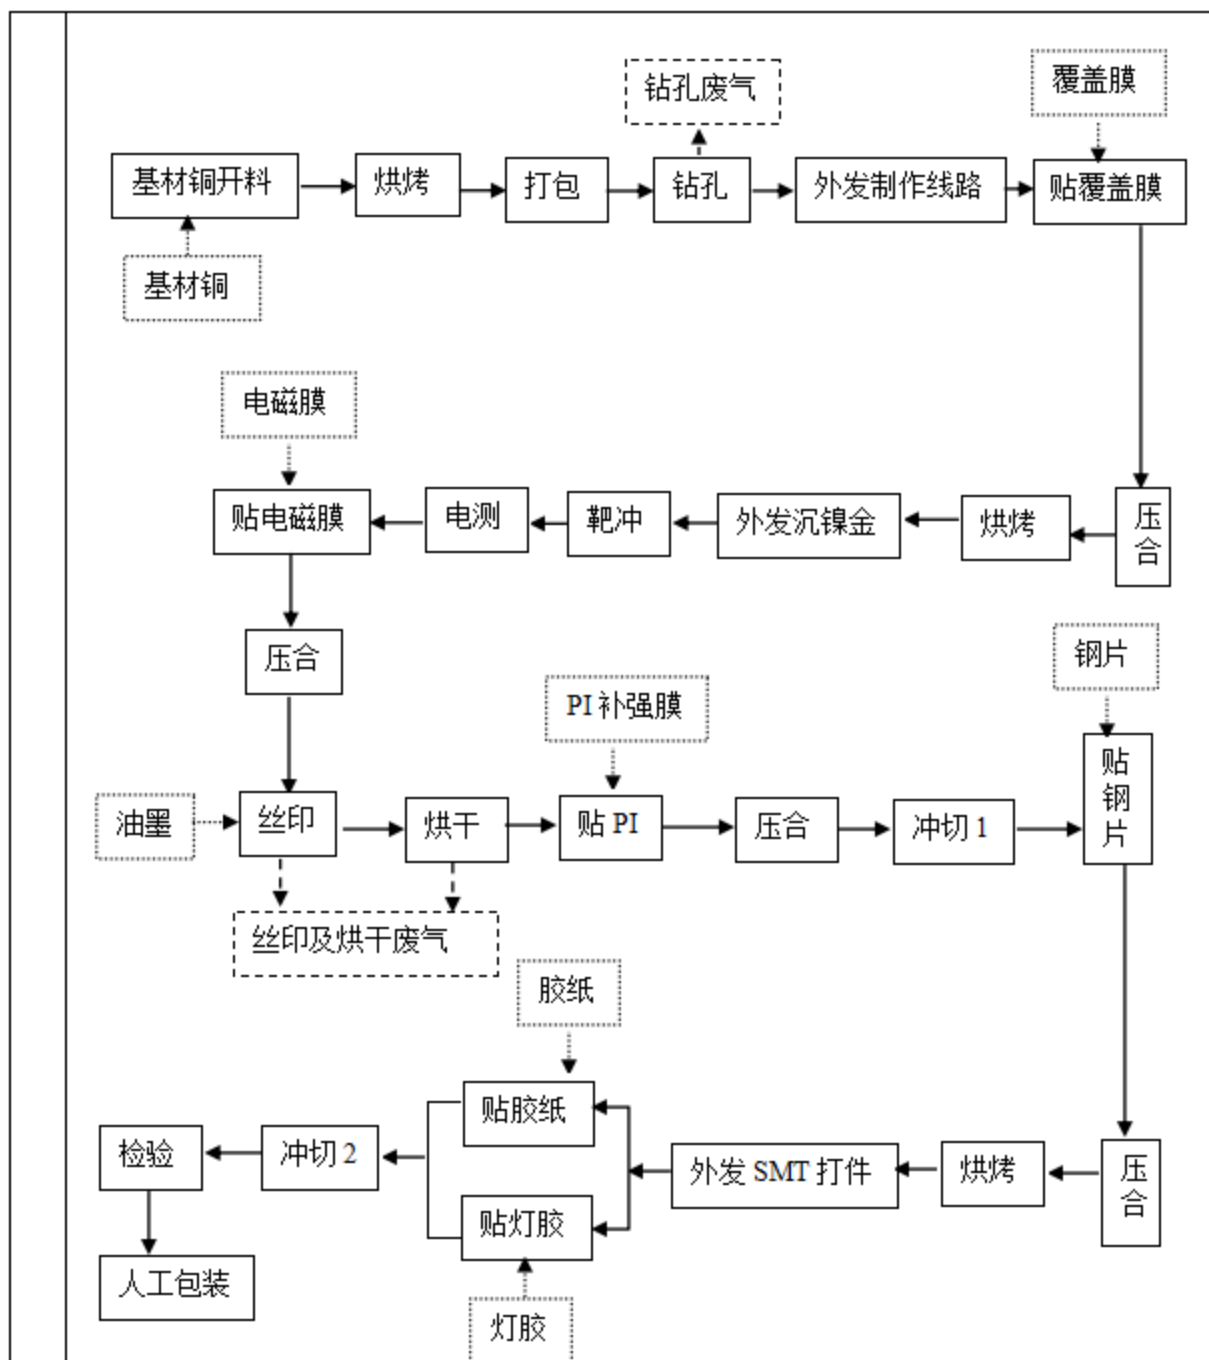 钻孔废气
覆盖膜
基材铜开料
烘烤
打包
钻孔
外发制作线路
贴覆盖膜
基材铜
电磁膜
贴电磁膜
电测
靶冲
外发沉镍金
烘烤
压合
压合
钢片
PI 补强膜
油墨
丝印
烘干
贴 PI
压合
冲切 1
贴钢片
丝印及烘干废气
胶纸
贴胶纸
检验
冲切 2
外发 SMT 打件
烘烤
压合
贴灯胶
人工包装
灯胶